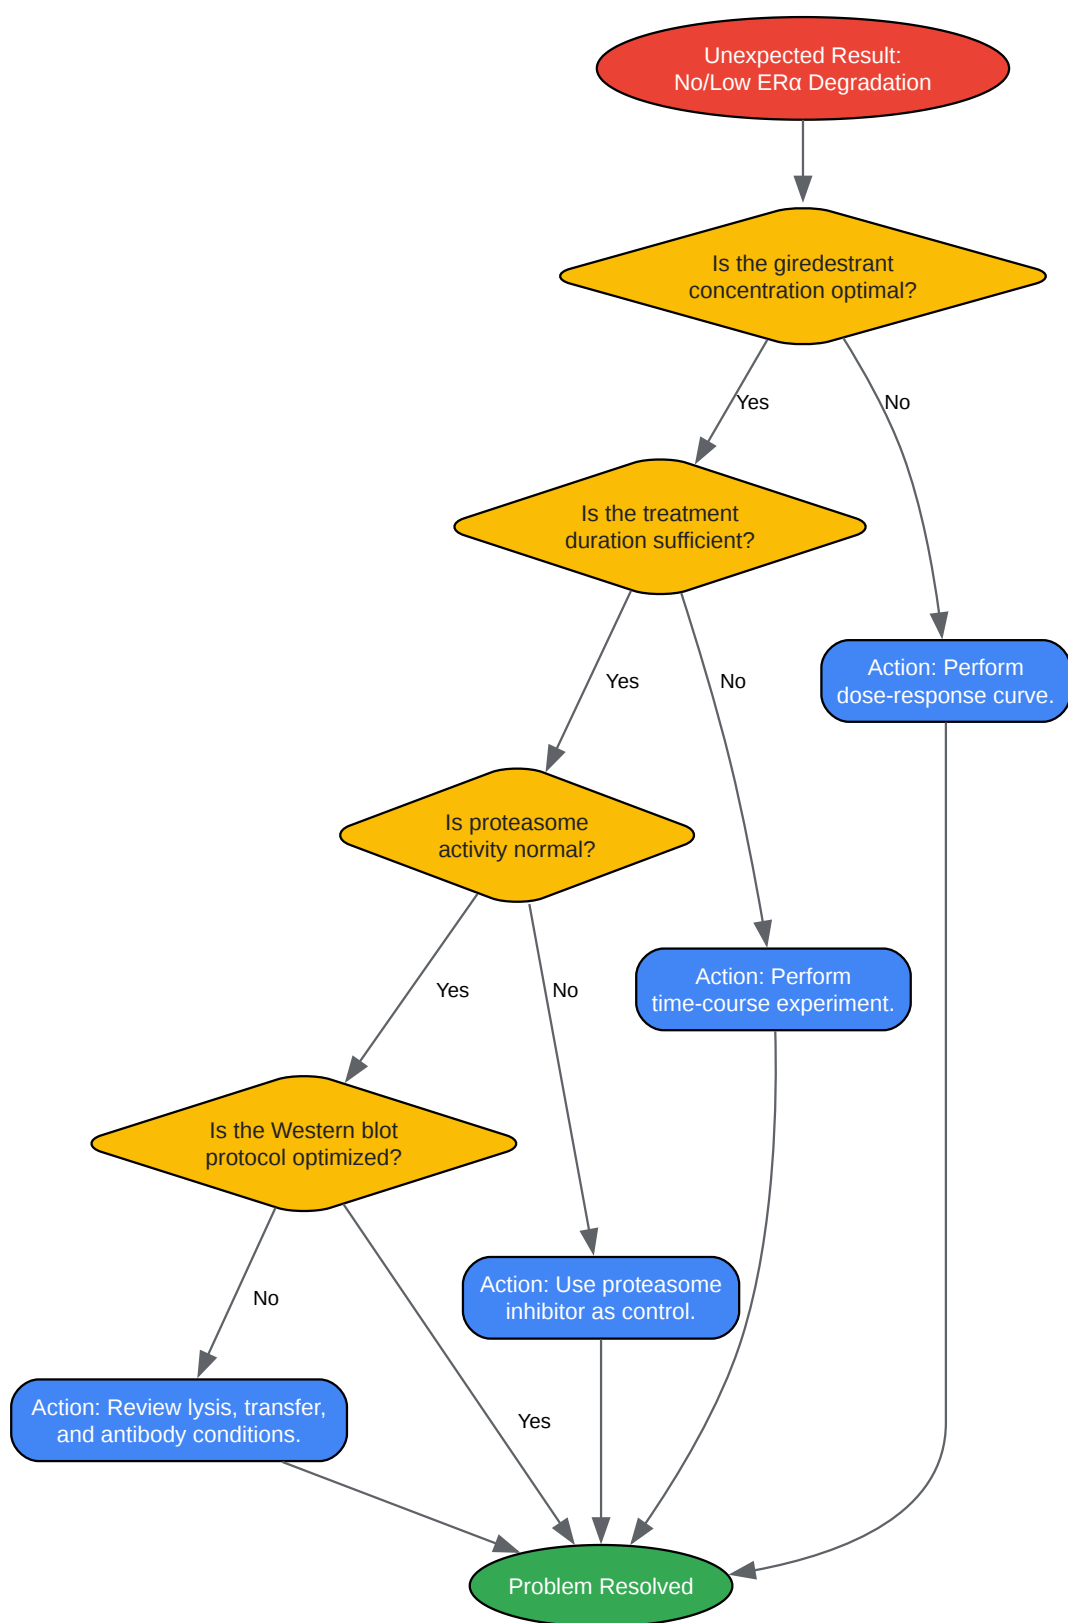 Unexpected Result:
No/Low ERα Degradation
Is the giredestrant
concentration optimal?
Yes
No
Is the treatment
duration sufficient?
Yes
No
Action: Perform
dose-response curve.
Is proteasome
activity normal?
Yes
No
Action: Perform
time-course experiment.
Is the Western blot
protocol optimized?
No
Yes
Action: Use proteasome
inhibitor as control.
Action: Review lysis, transfer,
and antibody conditions.
Problem Resolved